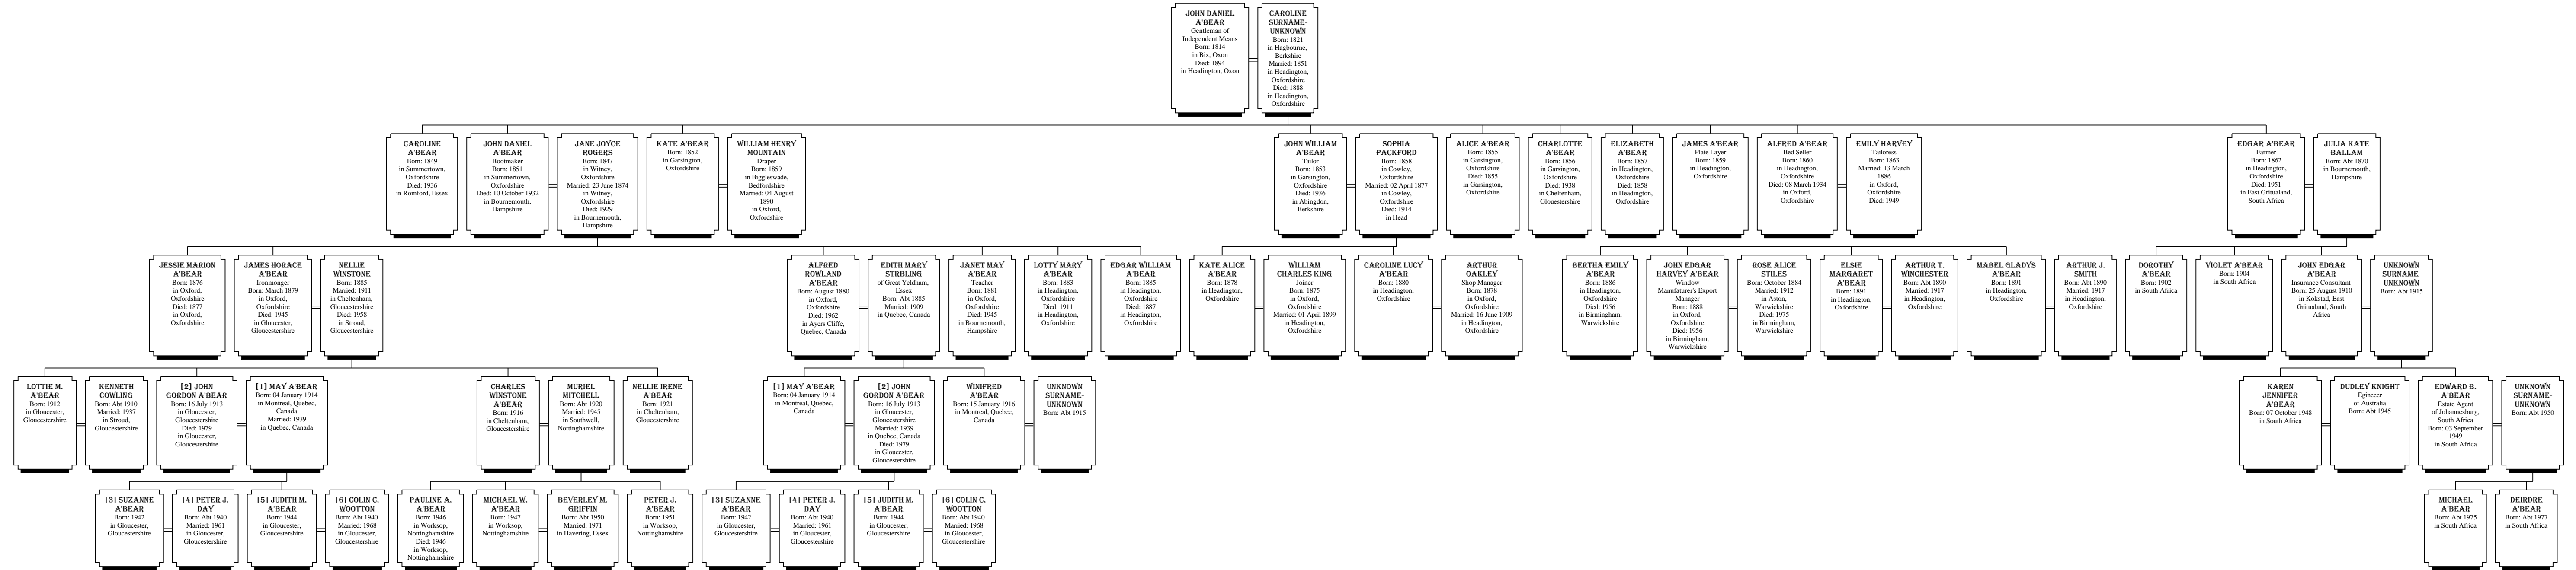 JOHN DANIEL
A'BEAR
Gentleman of
Independent Means
Born: 1814
in Bix, Oxon
Died: 1894
in Headington, Oxon
CAROLINE
SURNAME-
UNKNOWN
Born: 1821
in Hagbourne,
Berkshire
Married: 1851
in Headington,
Oxfordshire
Died: 1888
in Headington,
Oxfordshire
CAROLINE
A'BEAR
Born: 1849
in Summertown,
Oxfordshire
Died: 1936
in Romford, Essex
JOHN DANIEL
A'BEAR
Bootmaker
Born: 1851
in Summertown,
Oxfordshire
Died: 10 October 1932
in Bournemouth,
Hampshire
JANE JOYCE
ROGERS
Born: 1847
in Witney,
Oxfordshire
Married: 23 June 1874
in Witney,
Oxfordshire
Died: 1929
in Bournemouth,
Hampshire
KATE A'BEAR
Born: 1852
in Garsington,
Oxfordshire
WILLIAM HENRY
MOUNTAIN
Draper
Born: 1859
in Biggleswade,
Bedfordshire
Married: 04 August
1890
in Oxford,
Oxfordshire
JOHN WILLIAM
A'BEAR
Tailor
Born: 1853
in Garsington,
Oxfordshire
Died: 1936
in Abingdon,
Berkshire
SOPHIA
PACKFORD
Born: 1858
in Cowley,
Oxfordshire
Married: 02 April 1877
in Cowley,
Oxfordshire
Died: 1914
in Head
ALICE A'BEAR
Born: 1855
in Garsington,
Oxfordshire
Died: 1855
in Garsington,
Oxfordshire
CHARLOTTE
A'BEAR
Born: 1856
in Garsington,
Oxfordshire
Died: 1938
in Cheltenham,
Glouestershire
ELIZABETH
A'BEAR
Born: 1857
in Headington,
Oxfordshire
Died: 1858
in Headington,
Oxfordshire
JAMES A'BEAR
Plate Layer
Born: 1859
in Headington,
Oxfordshire
ALFRED A'BEAR
Bed Seller
Born: 1860
in Headington,
Oxfordshire
Died: 08 March 1934
in Oxford,
Oxfordshire
EMILY HARVEY
Tailoress
Born: 1863
Married: 13 March
1886
in Oxford,
Oxfordshire
Died: 1949
EDGAR A'BEAR
Farmer
Born: 1862
in Headington,
Oxfordshire
Died: 1951
in East Gritualand,
South Africa
JULIA KATE
BALLAM
Born: Abt 1870
in Bournemouth,
Hampshire
JESSIE MARION
A'BEAR
Born: 1876
in Oxford,
Oxfordshire
Died: 1877
in Oxford,
Oxfordshire
JAMES HORACE
A'BEAR
Ironmonger
Born: March 1879
in Oxford,
Oxfordshire
Died: 1945
in Gloucester,
Gloucestershire
NELLIE
WINSTONE
Born: 1885
Married: 1911
in Cheltenham,
Gloucestershire
Died: 1958
in Stroud,
Gloucestershire
ALFRED
ROWLAND
A'BEAR
Born: August 1880
in Oxford,
Oxfordshire
Died: 1962
in Ayers Cliffe,
Quebec, Canada
EDITH MARY
STRBLING
of Great Yeldham,
Essex
Born: Abt 1885
Married: 1909
in Quebec, Canada
JANET MAY
A'BEAR
Teacher
Born: 1881
in Oxford,
Oxfordshire
Died: 1945
in Bournemouth,
Hampshire
LOTTY MARY
A'BEAR
Born: 1883
in Headington,
Oxfordshire
Died: 1911
in Headington,
Oxfordshire
EDGAR WILLIAM
A'BEAR
Born: 1885
in Headington,
Oxfordshire
Died: 1887
in Headington,
Oxfordshire
KATE ALICE
A'BEAR
Born: 1878
in Headington,
Oxfordshire
WILLIAM
CHARLES KING
Joiner
Born: 1875
in Oxford,
Oxfordshire
Married: 01 April 1899
in Headington,
Oxfordshire
CAROLINE LUCY
A'BEAR
Born: 1880
in Headington,
Oxfordshire
ARTHUR
OAKLEY
Shop Manager
Born: 1878
in Oxford,
Oxfordshire
Married: 16 June 1909
in Headington,
Oxfordshire
BERTHA EMILY
A'BEAR
Born: 1886
in Headington,
Oxfordshire
Died: 1956
in Birmingham,
Warwickshire
JOHN EDGAR
HARVEY A'BEAR
Window
Manufaturer's Export
Manager
Born: 1888
in Oxford,
Oxfordshire
Died: 1956
in Birmingham,
Warwickshire
ROSE ALICE
STILES
Born: October 1884
Married: 1912
in Aston,
Warwickshire
Died: 1975
in Birmingham,
Warwickshire
ELSIE
MARGARET
A'BEAR
Born: 1891
in Headington,
Oxfordshire
ARTHUR T.
WINCHESTER
Born: Abt 1890
Married: 1917
in Headington,
Oxfordshire
MABEL GLADYS
A'BEAR
Born: 1891
in Headington,
Oxfordshire
ARTHUR J.
SMITH
Born: Abt 1890
Married: 1917
in Headington,
Oxfordshire
DOROTHY
A'BEAR
Born: 1902
in South Africa
VIOLET A'BEAR
Born: 1904
in South Africa
JOHN EDGAR
A'BEAR
Insurance Consultant
Born: 25 August 1910
in Kokstad, East
Gritualand, South
Africa
UNKNOWN
SURNAME-
UNKNOWN
Born: Abt 1915
LOTTIE M.
A'BEAR
Born: 1912
in Gloucester,
Gloucestershire
KENNETH
COWLING
Born: Abt 1910
Married: 1937
in Stroud,
Gloucestershire
[2] JOHN
GORDON A'BEAR
Born: 16 July 1913
in Gloucester,
Gloucestershire
Died: 1979
in Gloucester,
Gloucestershire
[1] MAY A'BEAR
Born: 04 January 1914
in Montreal, Quebec,
Canada
Married: 1939
in Quebec, Canada
CHARLES
WINSTONE
A'BEAR
Born: 1916
in Cheltenham,
Gloucestershire
MURIEL
MITCHELL
Born: Abt 1920
Married: 1945
in Southwell,
Nottinghamshire
NELLIE IRENE
A'BEAR
Born: 1921
in Cheltenham,
Gloucestershire
[1] MAY A'BEAR
Born: 04 January 1914
in Montreal, Quebec,
Canada
[2] JOHN
GORDON A'BEAR
Born: 16 July 1913
in Gloucester,
Gloucestershire
Married: 1939
in Quebec, Canada
Died: 1979
in Gloucester,
Gloucestershire
WINIFRED
A'BEAR
Born: 15 January 1916
in Montreal, Quebec,
Canada
UNKNOWN
SURNAME-
UNKNOWN
Born: Abt 1915
KAREN
JENNIFER
A'BEAR
Born: 07 October 1948
in South Africa
DUDLEY KNIGHT
Egineeer
of Australia
Born: Abt 1945
EDWARD B.
A'BEAR
Estate Agent
of Johannesburg,
South Africa
Born: 03 September
1949
in South Africa
UNKNOWN
SURNAME-
UNKNOWN
Born: Abt 1950
[3] SUZANNE
A'BEAR
Born: 1942
in Gloucester,
Gloucestershire
[4] PETER J.
DAY
Born: Abt 1940
Married: 1961
in Gloucester,
Gloucestershire
[5] JUDITH M.
A'BEAR
Born: 1944
in Gloucester,
Gloucestershire
[6] COLIN C.
WOOTTON
Born: Abt 1940
Married: 1968
in Gloucester,
Gloucestershire
PAULINE A.
A'BEAR
Born: 1946
in Worksop,
Nottinghamshire
Died: 1946
in Worksop,
Nottinghamshire
MICHAEL W.
A'BEAR
Born: 1947
in Worksop,
Nottinghamshire
BEVERLEY M.
GRIFFIN
Born: Abt 1950
Married: 1971
in Havering, Essex
PETER J.
A'BEAR
Born: 1951
in Worksop,
Nottinghamshire
[3] SUZANNE
A'BEAR
Born: 1942
in Gloucester,
Gloucestershire
[4] PETER J.
DAY
Born: Abt 1940
Married: 1961
in Gloucester,
Gloucestershire
[5] JUDITH M.
A'BEAR
Born: 1944
in Gloucester,
Gloucestershire
[6] COLIN C.
WOOTTON
Born: Abt 1940
Married: 1968
in Gloucester,
Gloucestershire
MICHAEL
A'BEAR
Born: Abt 1975
in South Africa
DEIRDRE
A'BEAR
Born: Abt 1977
in South Africa